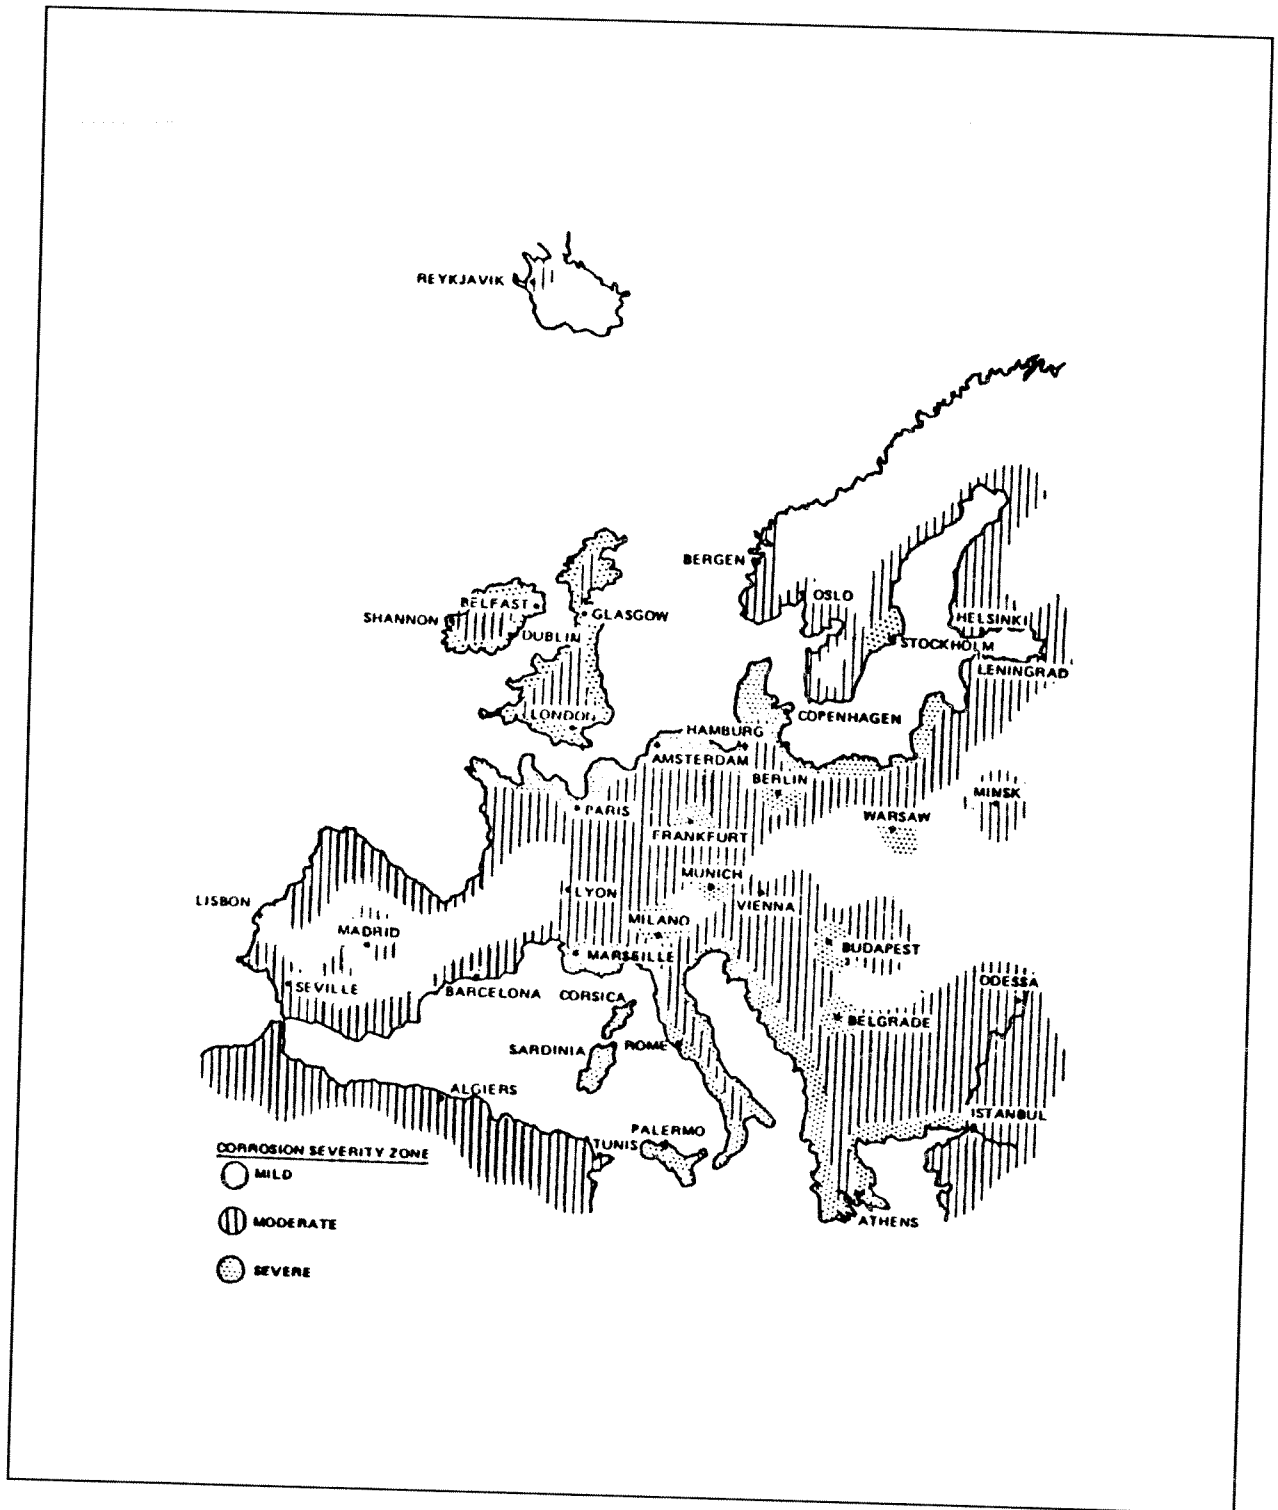 REYKJAVIK
BERGEN
OSLO
BELFAST
SHANNON
GLASGOW
HELSINKI
DUBLIN
STOCKHOLM
LENINGRAD
LONDON
COPENHAGEN
HAMBURG
AMSTERDAM
BERLIN
MINSK
PARIS
WARSAW
FRANKFURT
MUNICH
LYON
VIENNA
LISBON
MILANO
MADRID
BUDAPEST
MARSEILLE
ODESSA
SEVILLE
BARCELONA
CORSICA
BELGRADE
SARDINIA
ROME
ALGIERS
ISTANBUL
PALERMO
TUNIS
ATHENS
CORROSION SEVERITY ZONE
MILD
MODERATE
SEVERE